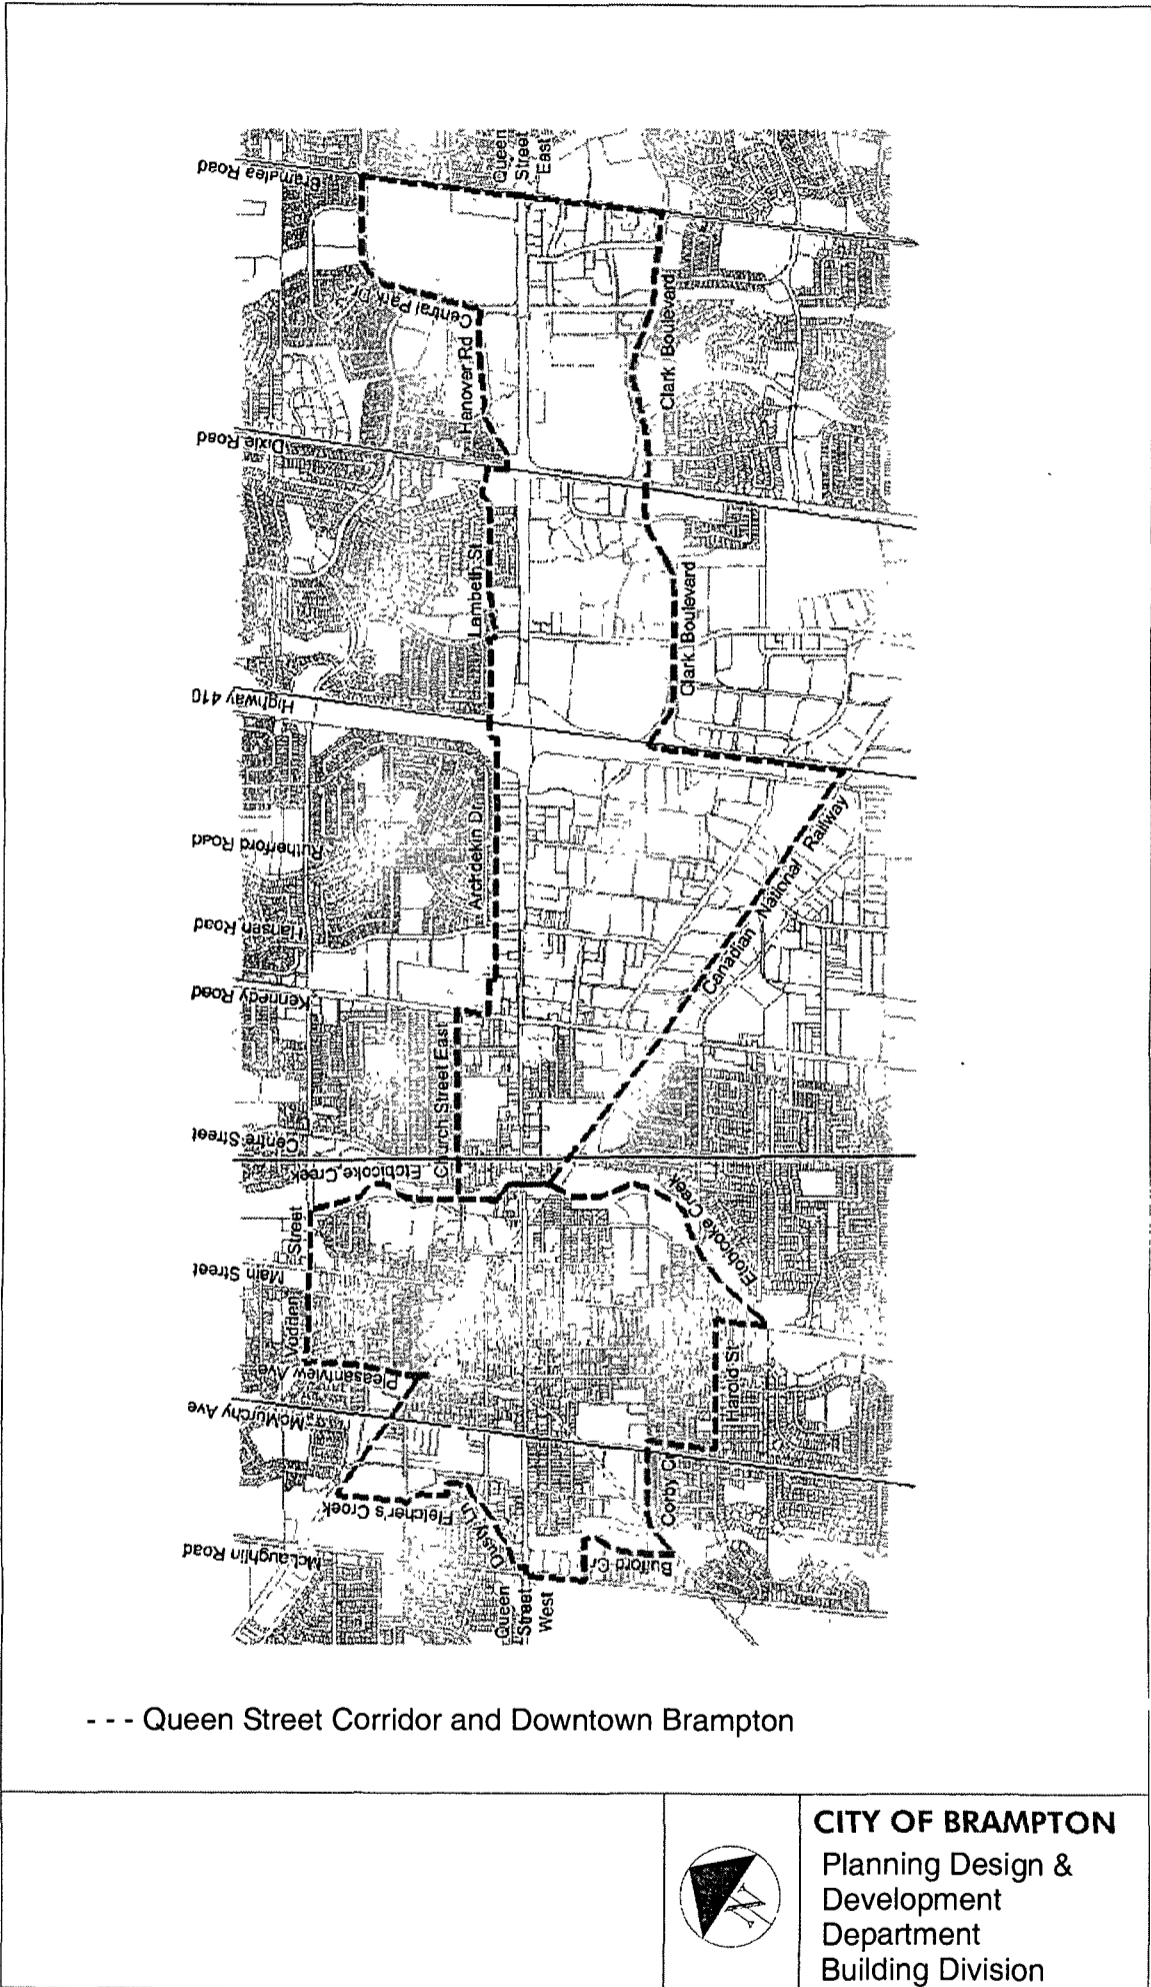 Bramalea Road
Queen
Street
East
Central Park Dr
Clark Boulevard
Hanover Rd
Dixie Road
Lambeth St
Clark Boulevard
Highway 410
Archdekin Dr
Rutherford Road
Canadian National Railway
Hansen Road
Kennedy Road
Church Street East
Centre Street
Etobicoke Creek
Etobicoke Creek
Vodden Street
Main Street
Pleasantview Ave
Harold St
McMurchy Ave
Corby Cr
Fletcher's Creek
Dusty Ln
Bufford Cr
McLaughlin Road
Queen
Street
West
--- Queen Street Corridor and Downtown Brampton
N
CITY OF BRAMPTON
Planning Design &
Development
Department
Building Division